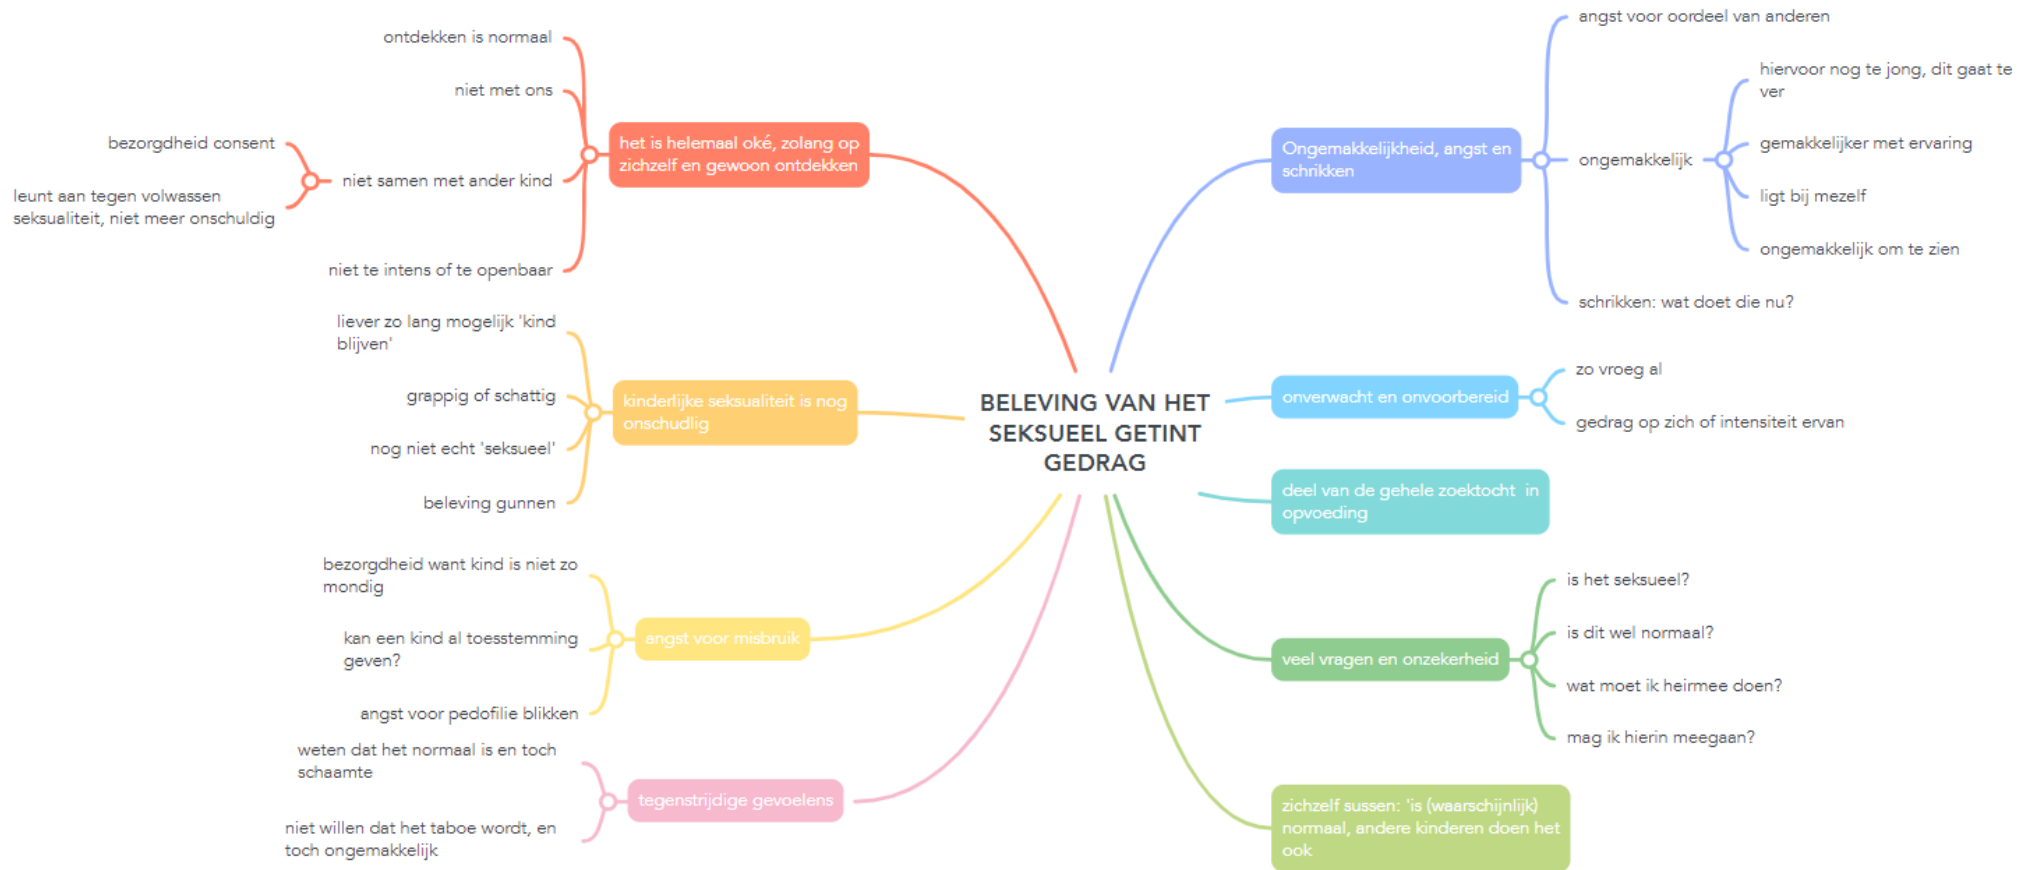 BELEVING VAN HET
SEKSUEEL GETINT
GEDRAG
het is helemaal oké, zolang op
zichzelf en gewoon ontdekken
ontdekken is normaal
niet met ons
niet samen met ander kind
bezorgdheid consent
leunt aan tegen volwassen
seksualiteit, niet meer onschuldig
niet te intens of te openbaar
kinderlijke seksualiteit is nog
onschudlig
liever zo lang mogelijk 'kind
blijven'
grappig of schattig
nog niet echt 'seksueel'
beleving gunnen
angst voor misbruik
bezorgdheid want kind is niet zo
mondig
kan een kind al toesstemming
geven?
angst voor pedofilie blikken
tegenstrijdige gevoelens
weten dat het normaal is en toch
schaamte
niet willen dat het taboe wordt, en
toch ongemakkelijk
Ongemakkelijkheid, angst en
schrikken
angst voor oordeel van anderen
ongemakkelijk
hiervoor nog te jong, dit gaat te
ver
gemakkelijker met ervaring
ligt bij mezelf
ongemakkelijk om te zien
schrikken: wat doet die nu?
onverwacht en onvoorbereid
zo vroeg al
gedrag op zich of intensiteit ervan
deel van de gehele zoektocht in
opvoeding
veel vragen en onzekerheid
is het seksueel?
is dit wel normaal?
wat moet ik heirmee doen?
mag ik hierin meegaan?
zichzelf sussen: 'is (waarschijnlijk)
normaal, andere kinderen doen het
ook